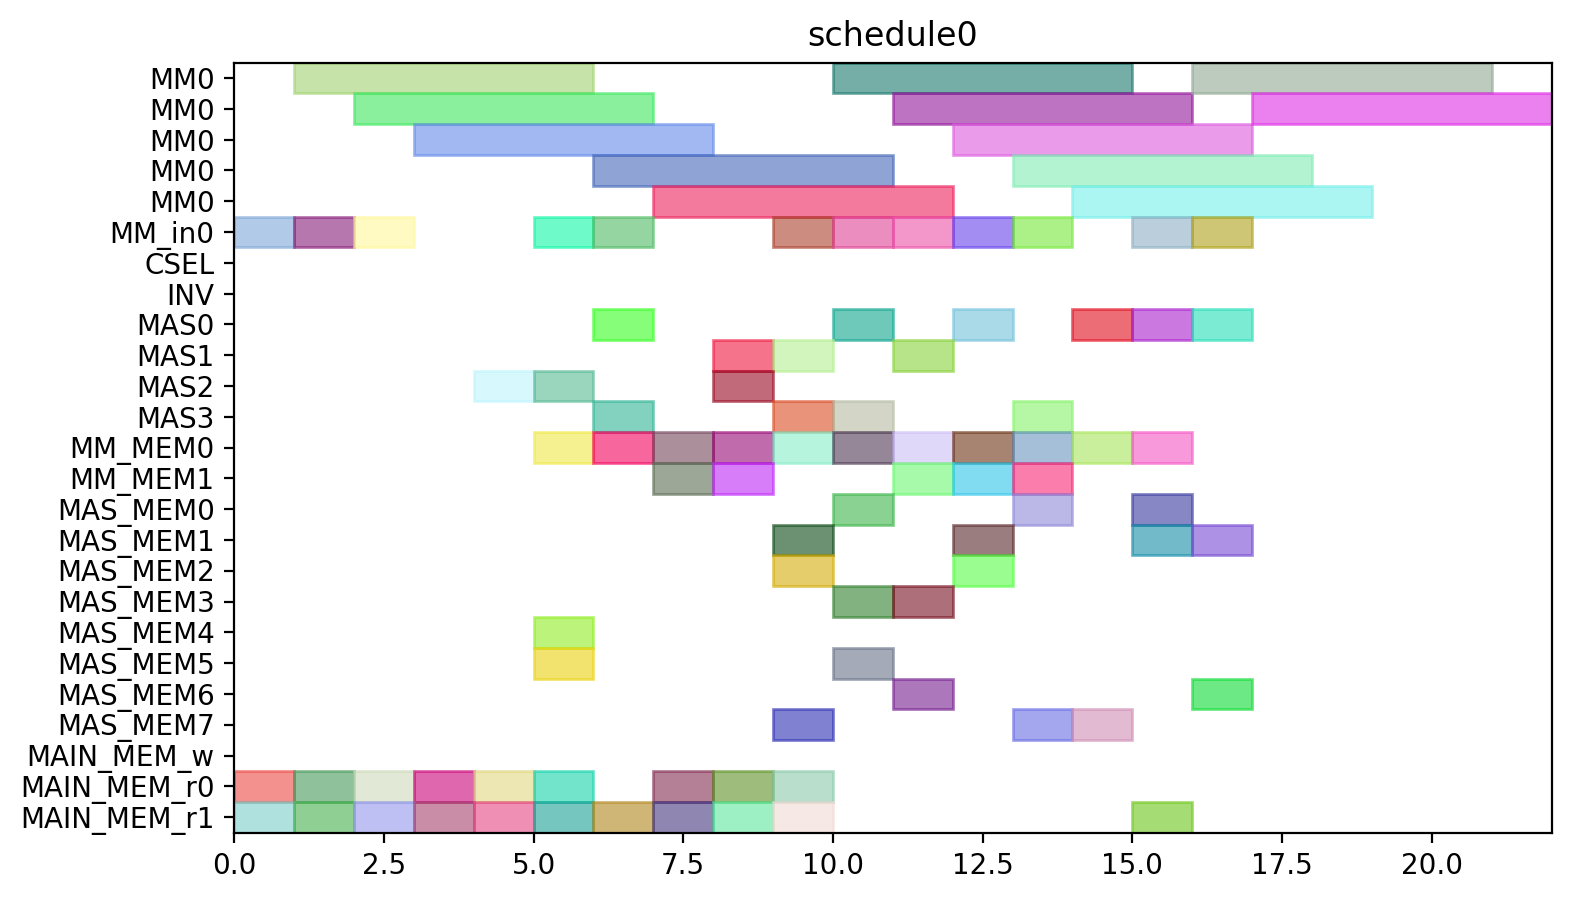 schedule0
MM0
MM0
MM0
MM0
MM0
MM_in0
CSEL
INV
MAS0
MAS1
MAS2
MAS3
MM_MEM0
MM_MEM1
MAS_MEM0
MAS_MEM1
MAS_MEM2
MAS_MEM3
MAS_MEM4
MAS_MEM5
MAS_MEM6
MAS_MEM7
MAIN_MEM_w
MAIN_MEM_r0
MAIN_MEM_r1
0.0 2.5 5.0 7.5 10.0 12.5 15.0 17.5 20.0